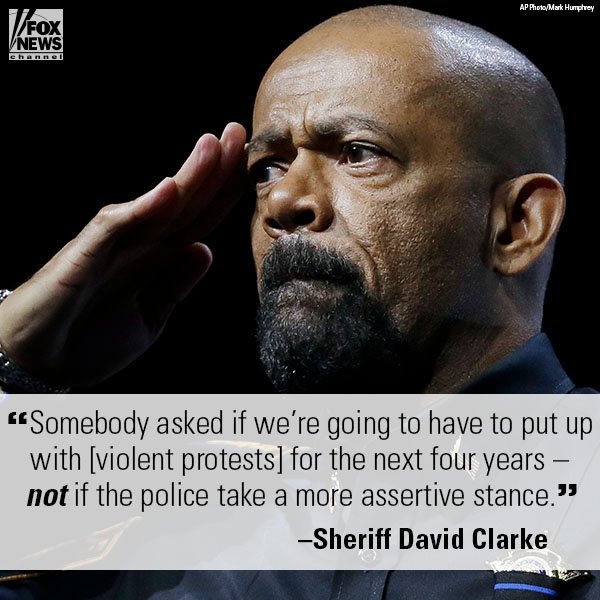 AP Photo/Mark Humphrey
FOX
NEWS
channel
“Somebody asked if we’re going to have to put up
with [violent protests] for the next four years –
not if the police take a more assertive stance.”
–Sheriff David Clarke